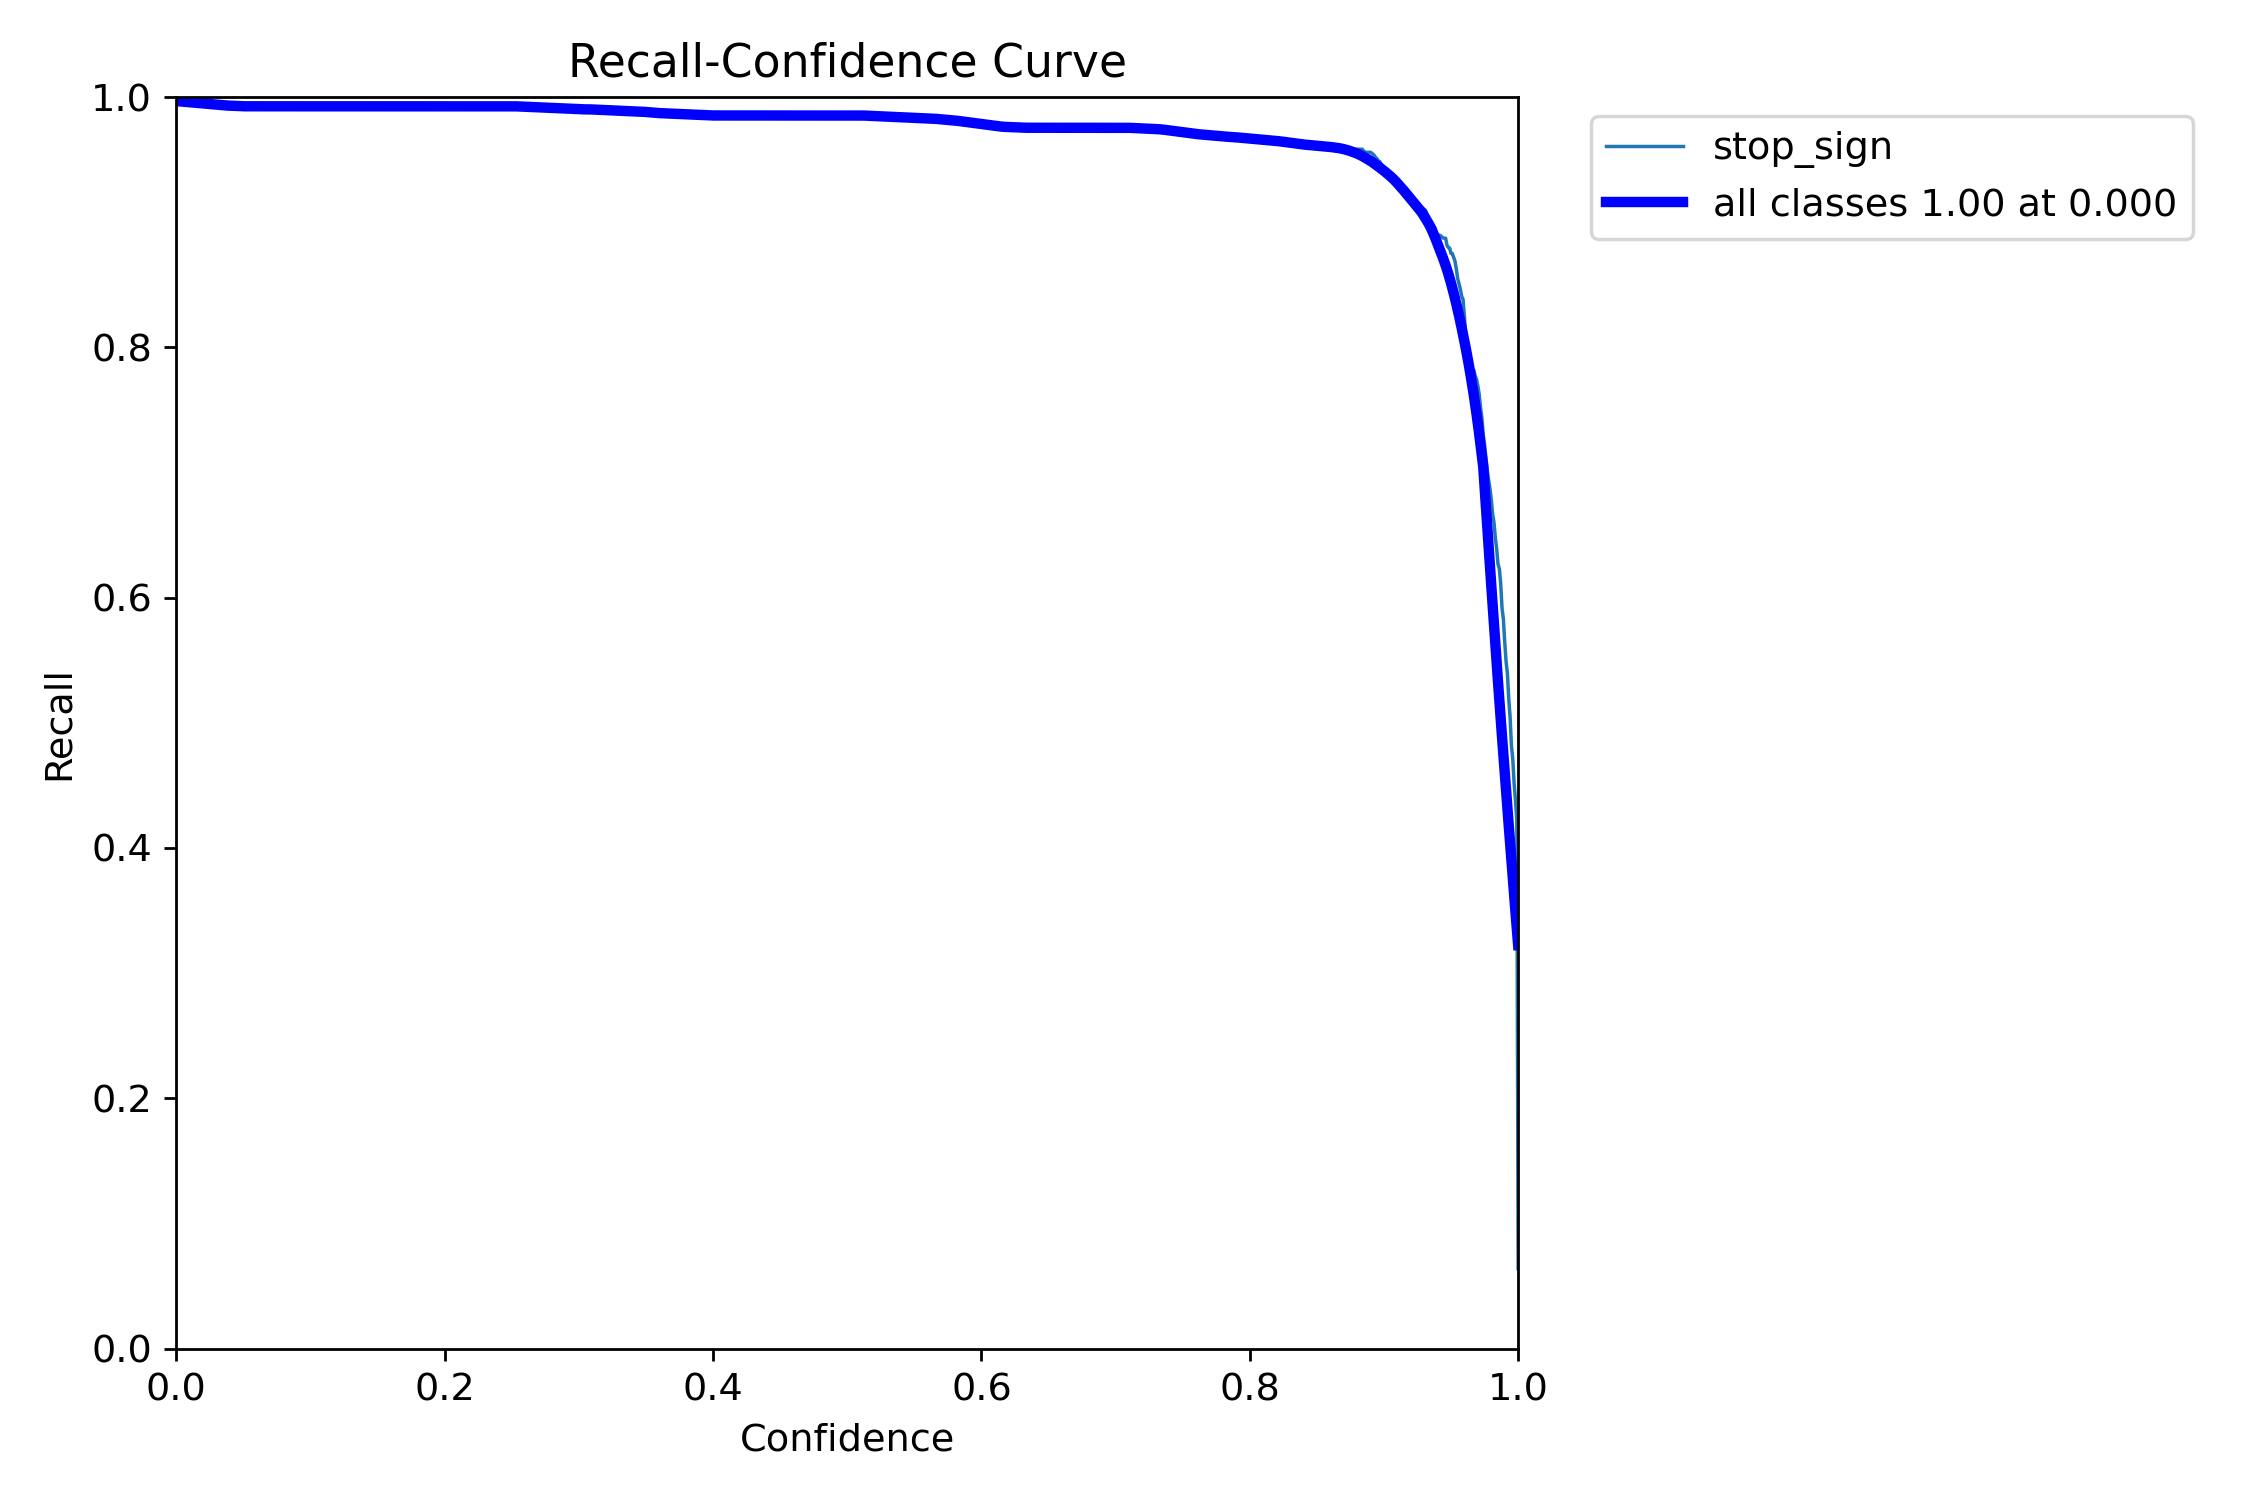 Recall-Confidence Curve
1.0
0.8
0.6
0.4
0.2
0.0
Recall
0.0 0.2 0.4 0.6 0.8 1.0
Confidence
stop_sign
all classes 1.00 at 0.000